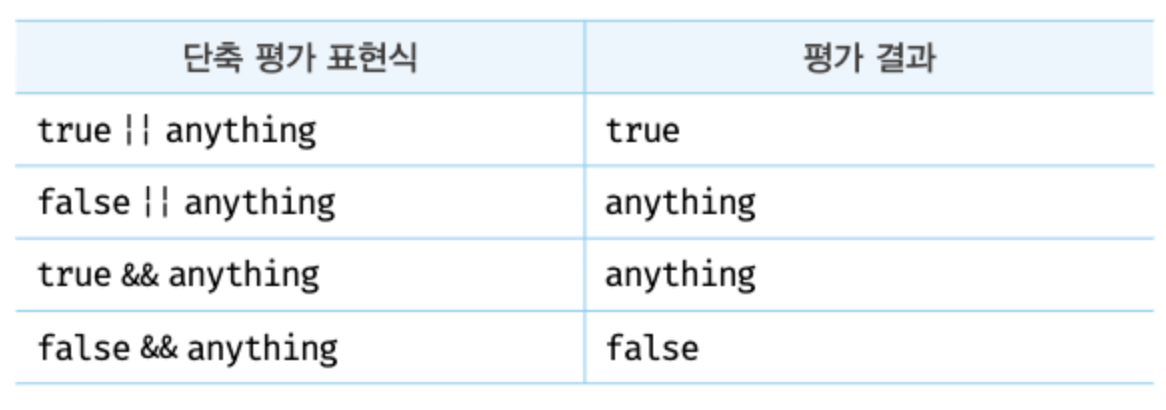 단축 평가 표현식 평가 결과
true || anything true
false || anything anything
true && anything anything
false && anything false